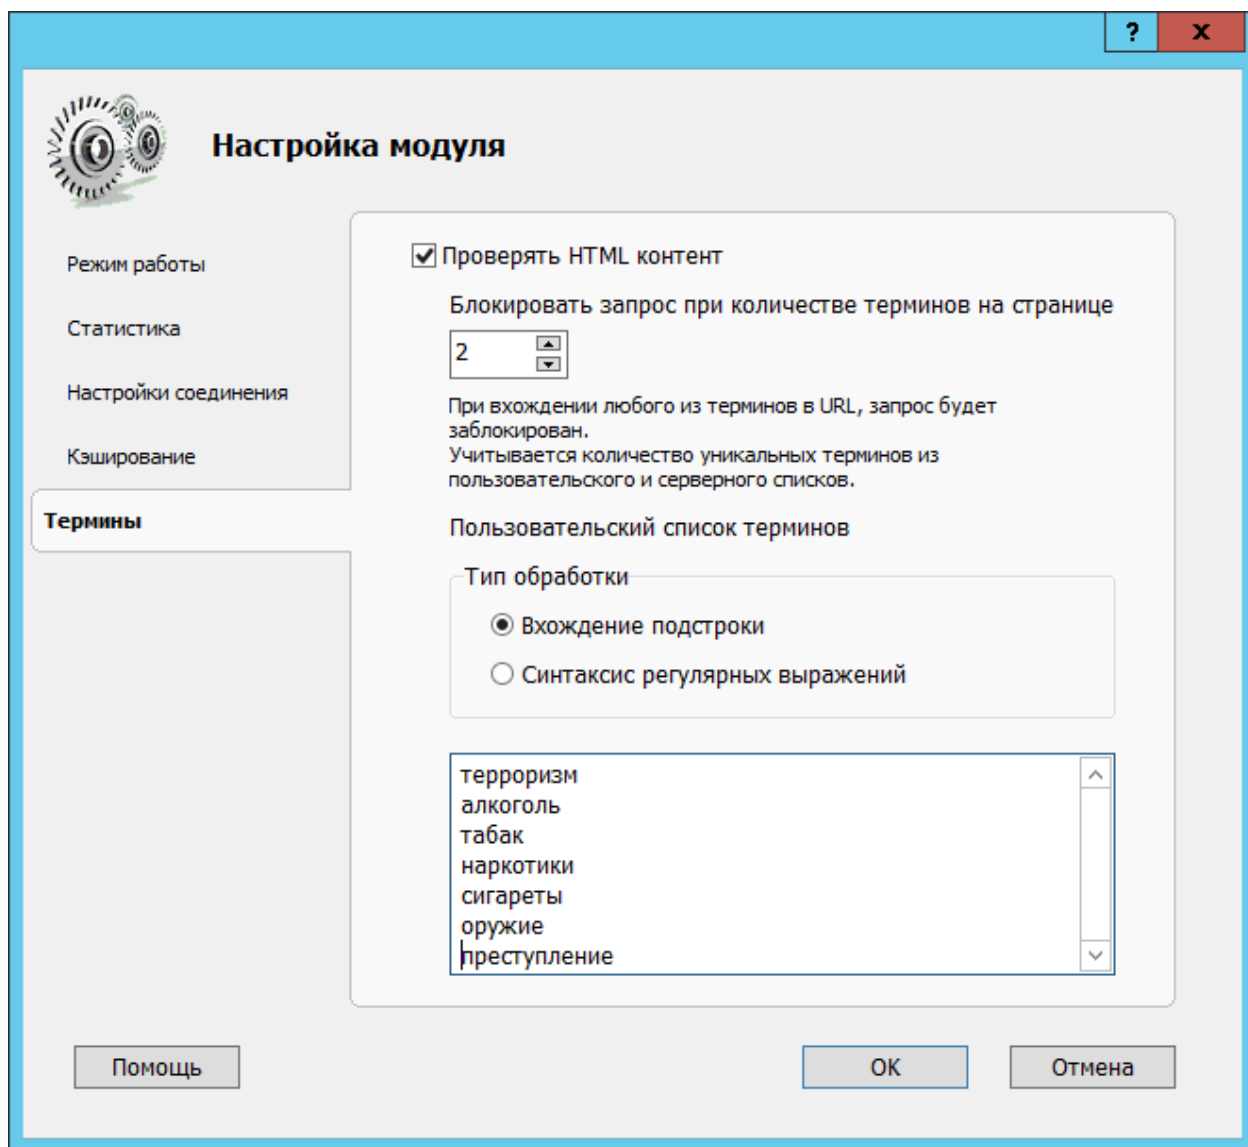 ?
x
Настройка модуля
Режим работы
Статистика
Настройки соединения
Кэширование
Термины
Проверять HTML контент
Блокировать запрос при количестве терминов на странице
2
При вхождении любого из терминов в URL, запрос будет
заблокирован.
Учитывается количество уникальных терминов из
пользовательского и серверного списков.
Пользовательский список терминов
Тип обработки
Вхождение подстроки
Синтаксис регулярных выражений
терроризм
алкоголь
табак
наркотики
сигареты
оружие
преступление
Помощь
ОК
Отмена